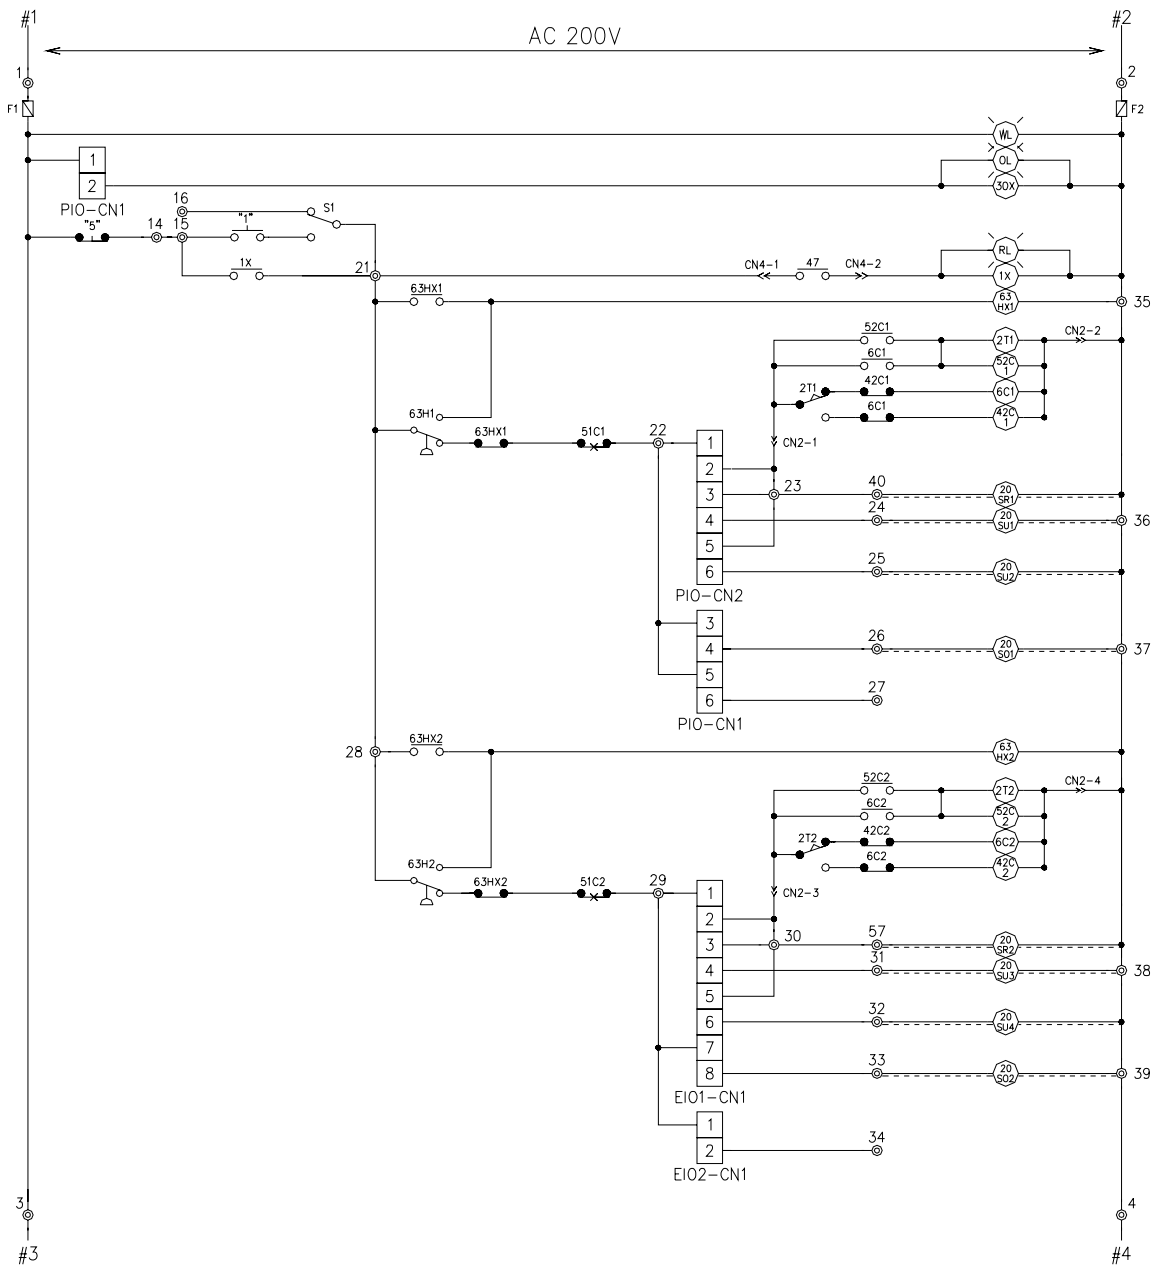 #1
#2
AC 200V
1
2
F1
F2
WL
1
OL
2
30X
PIO-CN1
16
S1
"5"
14
15
"1"
RL
21
1X
CN4-1
47
CN4-2
1X
63HX1
63
HX1
35
52C1
2T1
CN2-2
6C1
52C
1
2T1
42C1
6C1
63H1
6C1
42C
1
63HX1
51C1
22
1
CN2-1
2
3
23
40
20
SR1
4
24
20
SU1
36
5
6
25
20
SU2
PIO-CN2
3
4
26
20
SO1
37
5
6
27
PIO-CN1
28
63HX2
63
HX2
52C2
2T2
CN2-4
6C2
52C
2
2T2
42C2
6C2
63H2
6C2
42C
2
63HX2
51C2
29
1
CN2-3
2
3
30
57
20
SR2
4
31
20
SU3
38
5
6
32
20
SU4
7
8
33
20
SO2
39
EIO1-CN1
1
2
34
EIO2-CN1
3
4
#3
#4